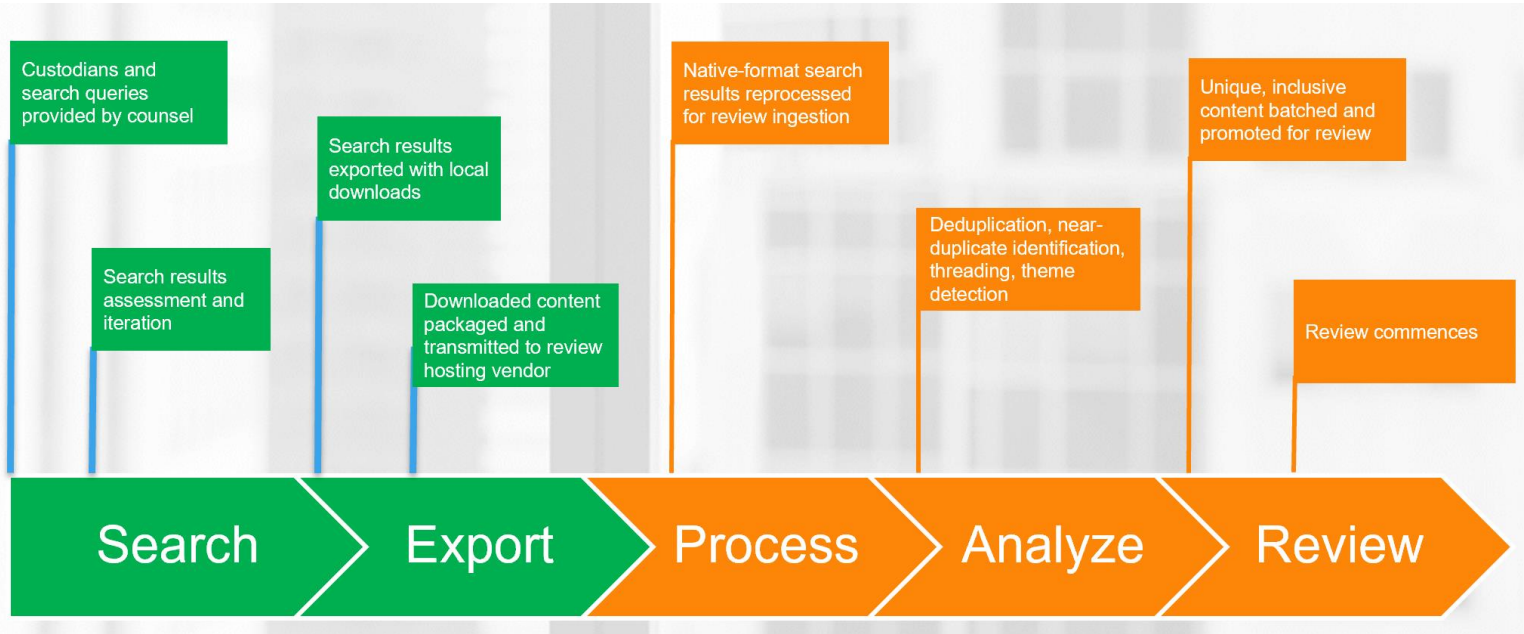 Custodians and
search queries
provided by counsel
Search results
assessment and
iteration
Search results
exported with local
downloads
Downloaded content
packaged and
transmitted to review
hosting vendor
Native-format search
results reprocessed
for review ingestion
Deduplication, near-
duplicate identification,
threading, theme
detection
Unique, inclusive
content batched and
promoted for review
Review commences
Search
Export
Process
Analyze
Review